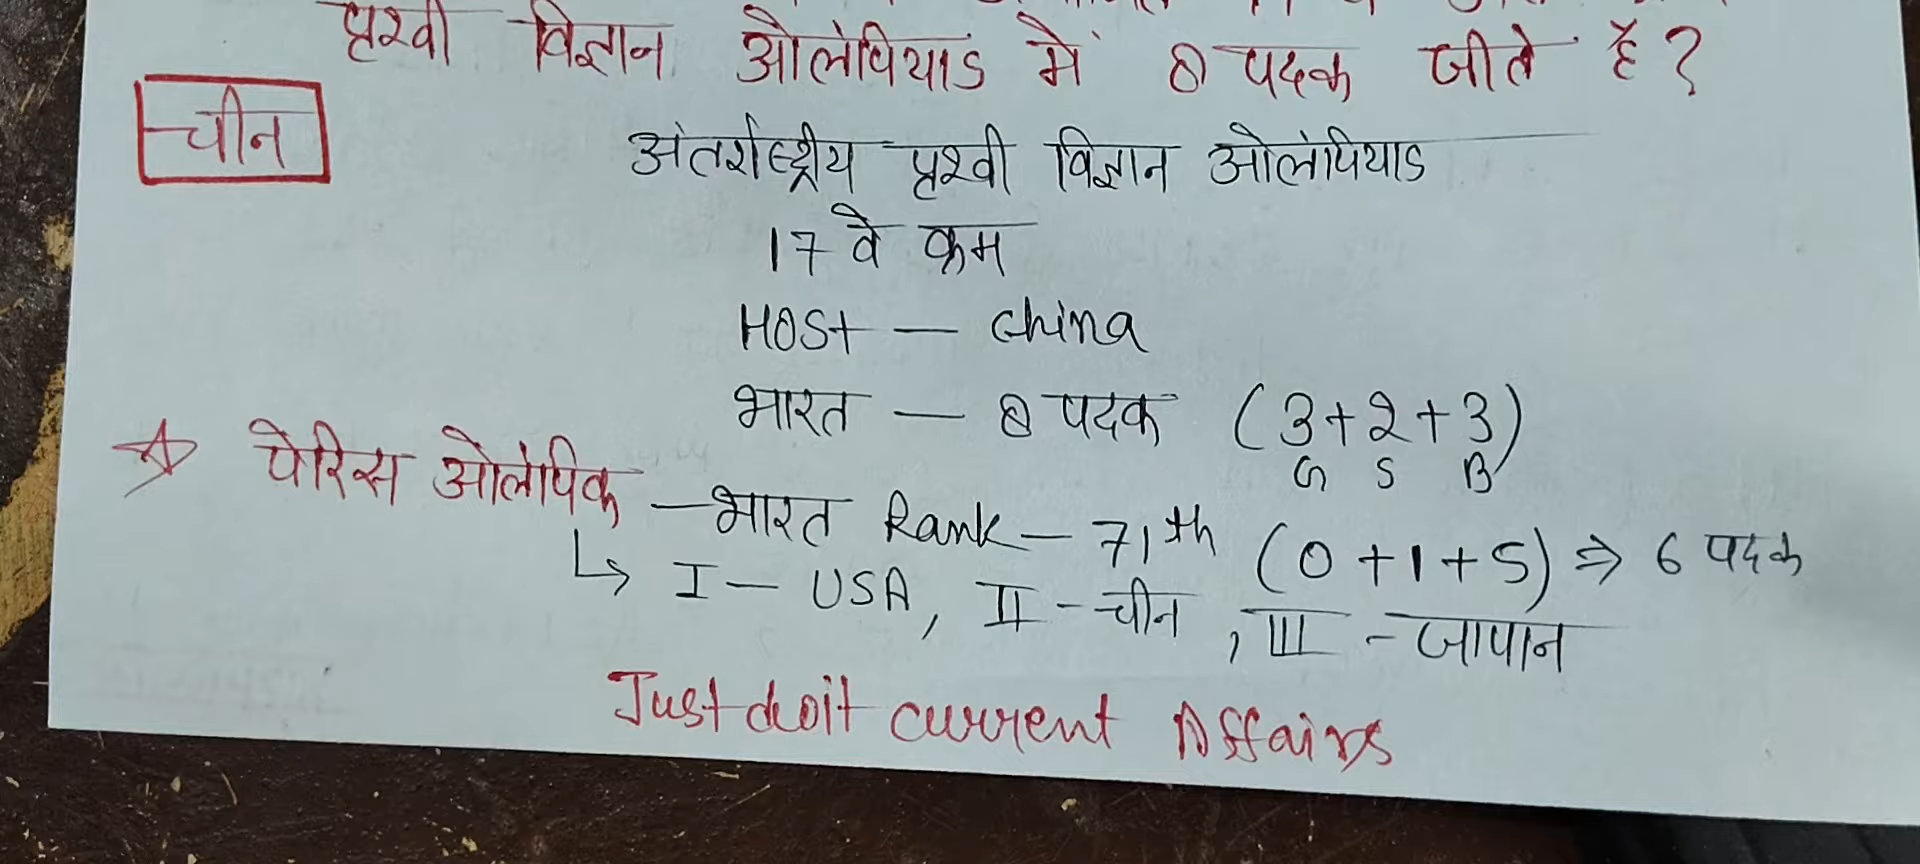 पृथ्वी विज्ञान ओलंपियाड में 8 पदक जीते हैं ?
चीन
अंतर्राष्ट्रीय पृथ्वी विज्ञान ओलंपियाड
17 वे क्रम
HOSt — China
भारत — 8 पदक (3+2+3)
G S B
☆ पेरिस ओलंपिक — भारत Rank — 71th (0+1+5) ⇒ 6 पदक
↳ I — USA, II - चीन, III - जापान
Just doit current Affairs